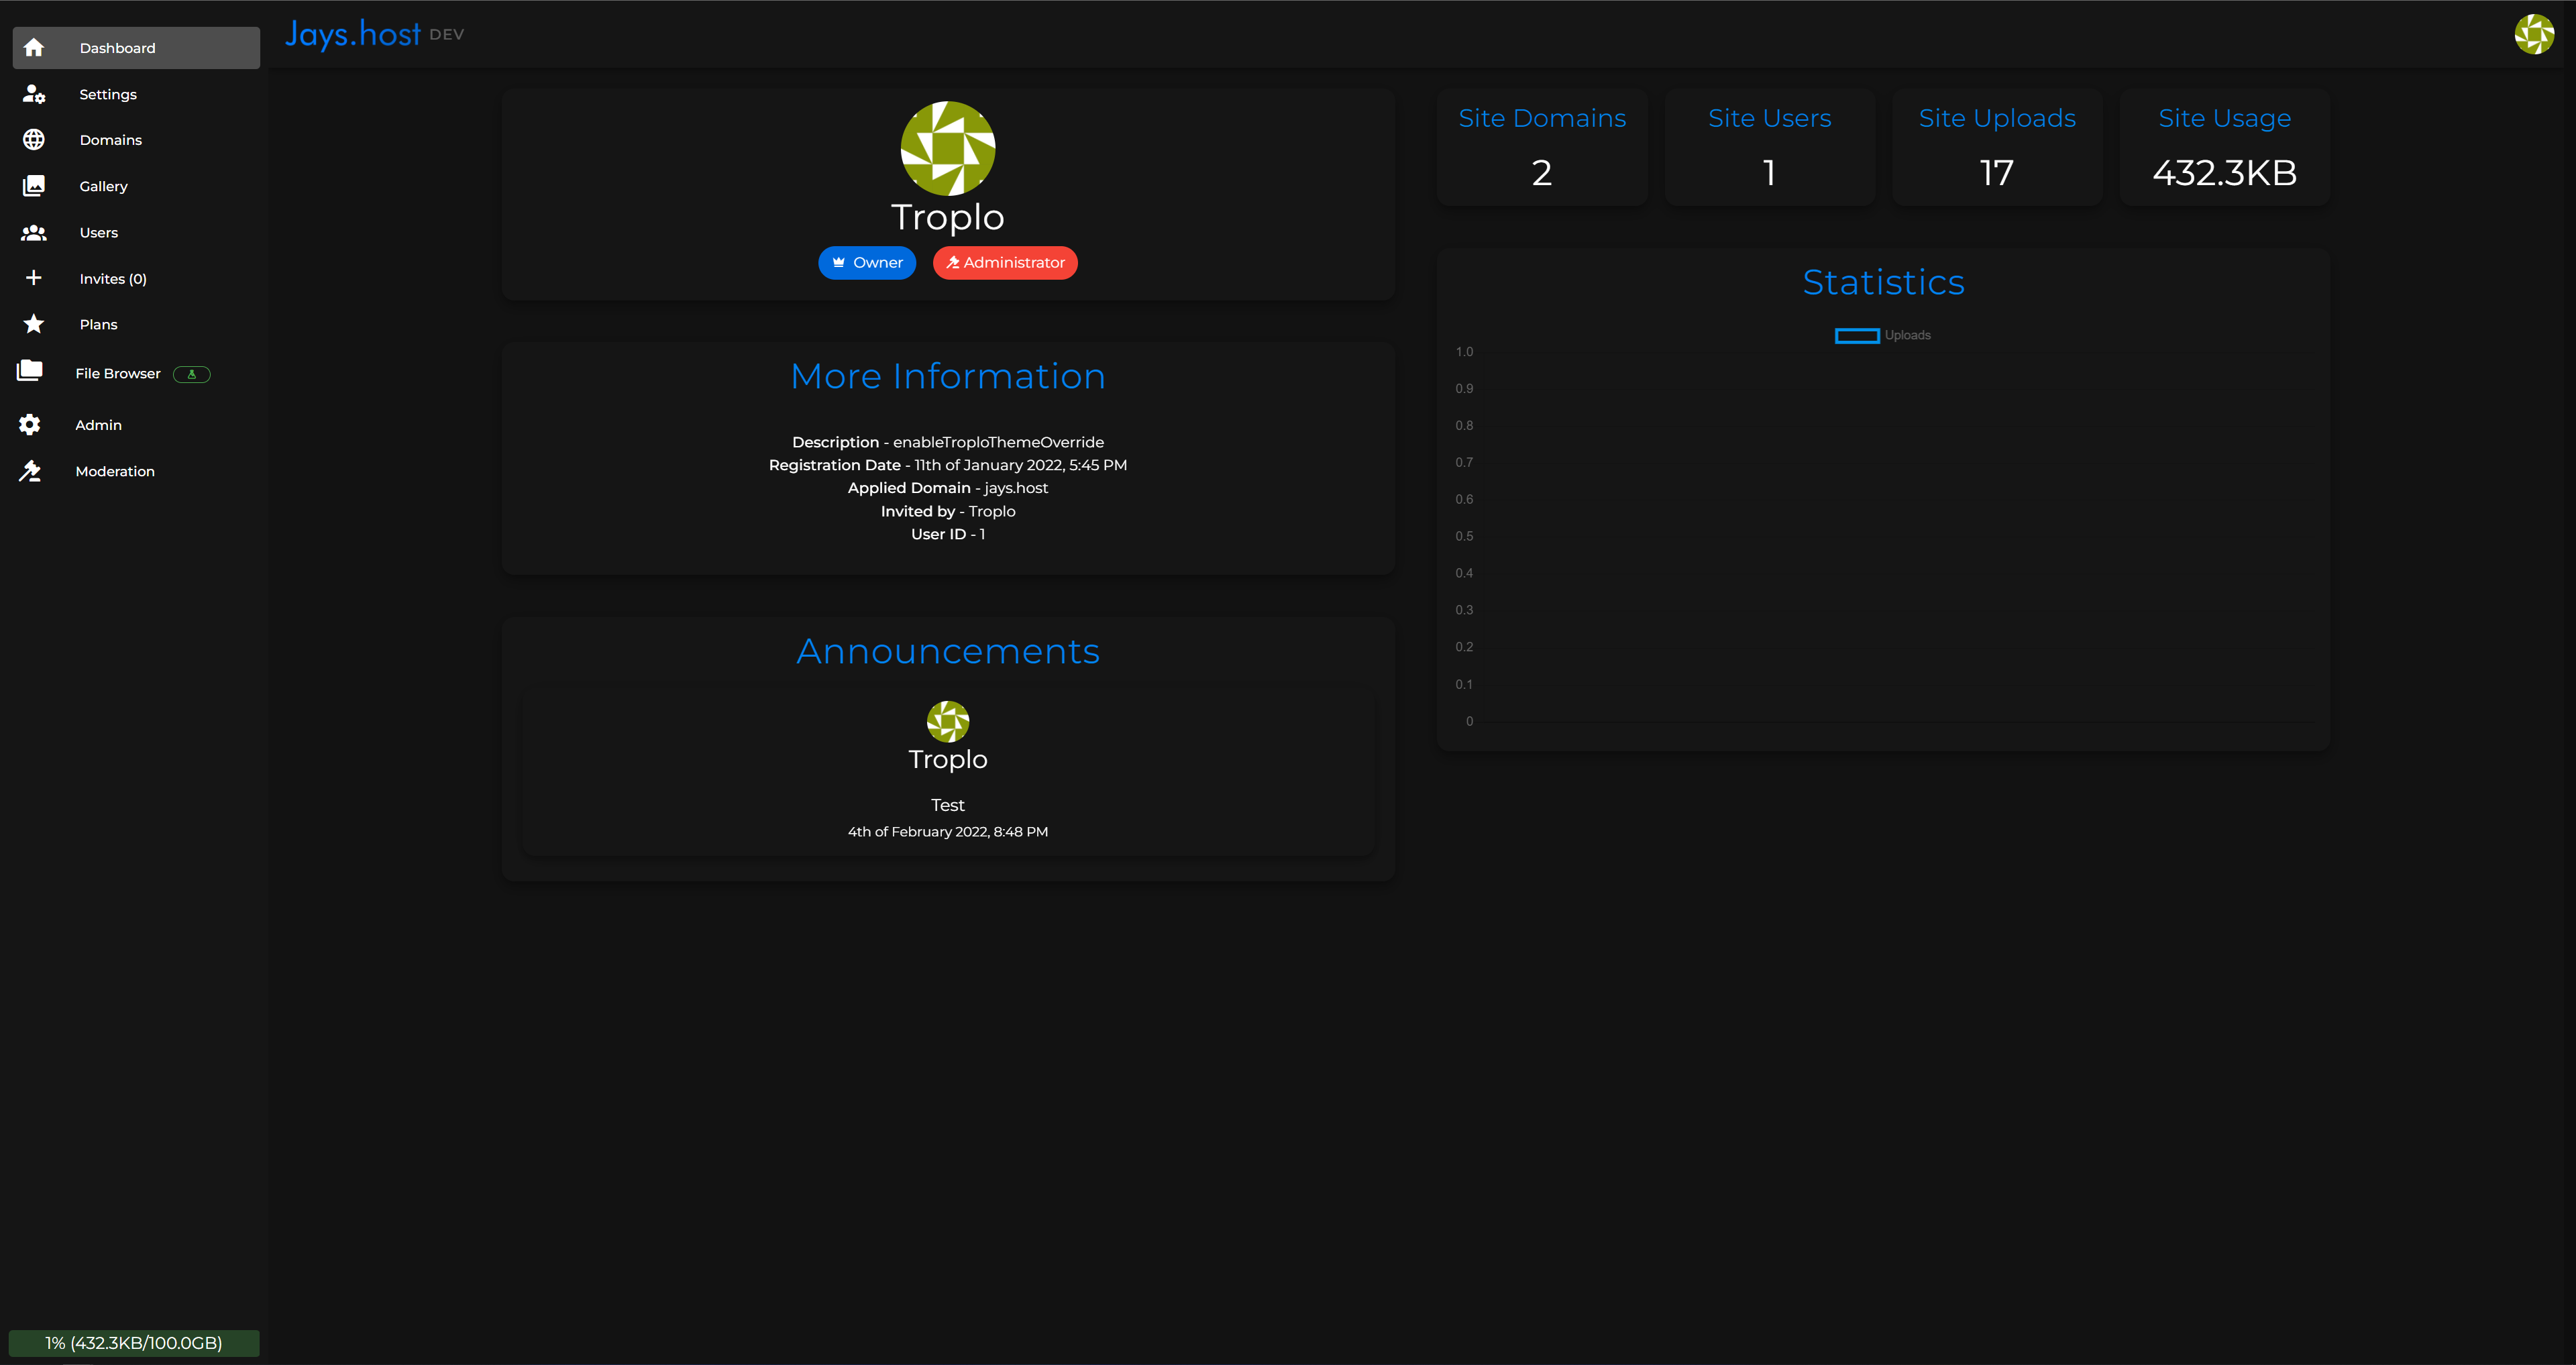 Dashboard
Settings
Domains
Gallery
Users
Invites (0)
Plans
File Browser
Admin
Moderation
1% (432.3KB/100.0GB)
Jays.host DEV
Troplo
Owner
Administrator
More Information
Description - enableTroploThemeOverride
Registration Date - 11th of January 2022, 5:45 PM
Applied Domain - jays.host
Invited by - Troplo
User ID - 1
Announcements
Troplo
Test
4th of February 2022, 8:48 PM
Site Domains
2
Site Users
1
Site Uploads
17
Site Usage
432.3KB
Statistics
Uploads
1.0
0.9
0.8
0.7
0.6
0.5
0.4
0.3
0.2
0.1
0